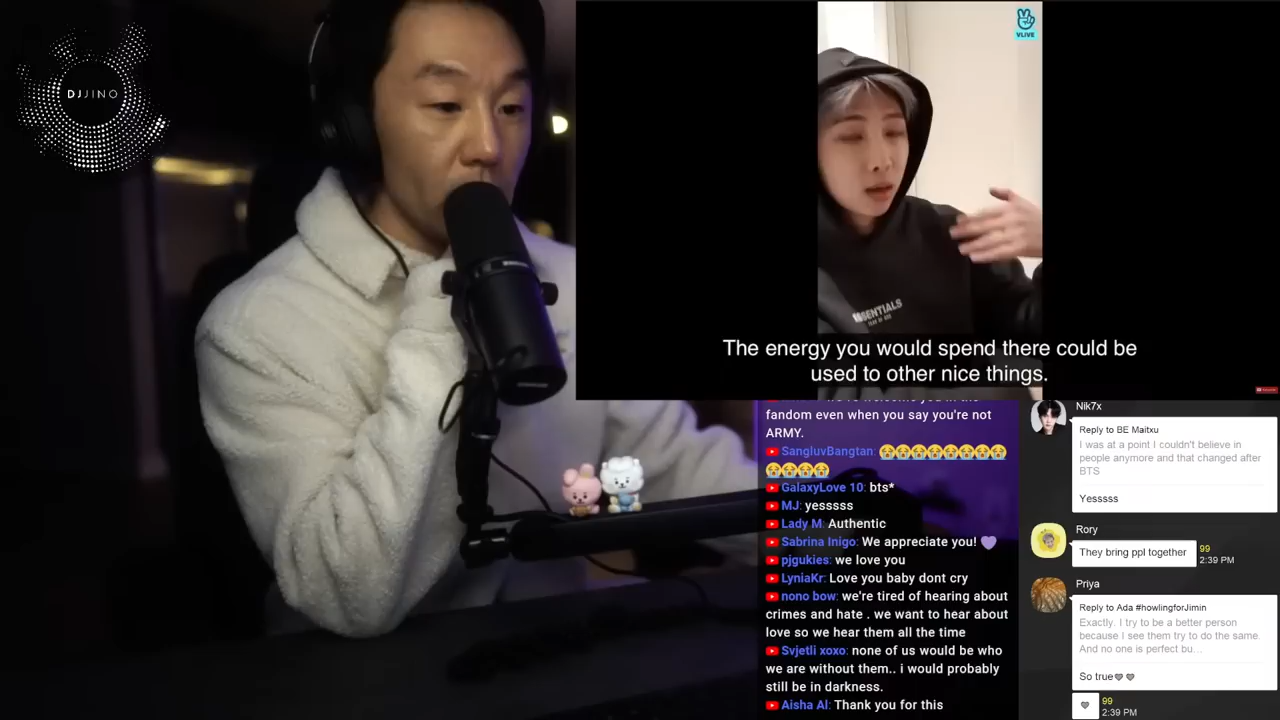 DJJINO
VLIVE
ESSENTIALS
FEAR OF GOD
The energy you would spend there could be
used to other nice things.
fandom even when you say you're not
ARMY.
SangluvBangtan: 😭😭😭😭😭😭😭😭
😭😭😭😭
GalaxyLove 10: bts*
MJ: yesssss
Lady M: Authentic
Sabrina Inigo: We appreciate you! 💜
pjgukies: we love you
LyniaKr: Love you baby dont cry
nono bow: we're tired of hearing about
crimes and hate . we want to hear about
love so we hear them all the time
Svjetli xoxo: none of us would be who
we are without them.. i would probably
still be in darkness.
Aisha Al: Thank you for this
Nik7x
Reply to BE Maitxu
I was at a point I couldn't believe in
people anymore and that changed after
BTS
Yesssss
Rory
They bring ppl together
99
2:39 PM
Priya
Reply to Ada #howlingforJimin
Exactly. I try to be a better person
because I see them try to do the same.
And no one is perfect bu...
So true🖤🖤
🖤
99
2:39 PM